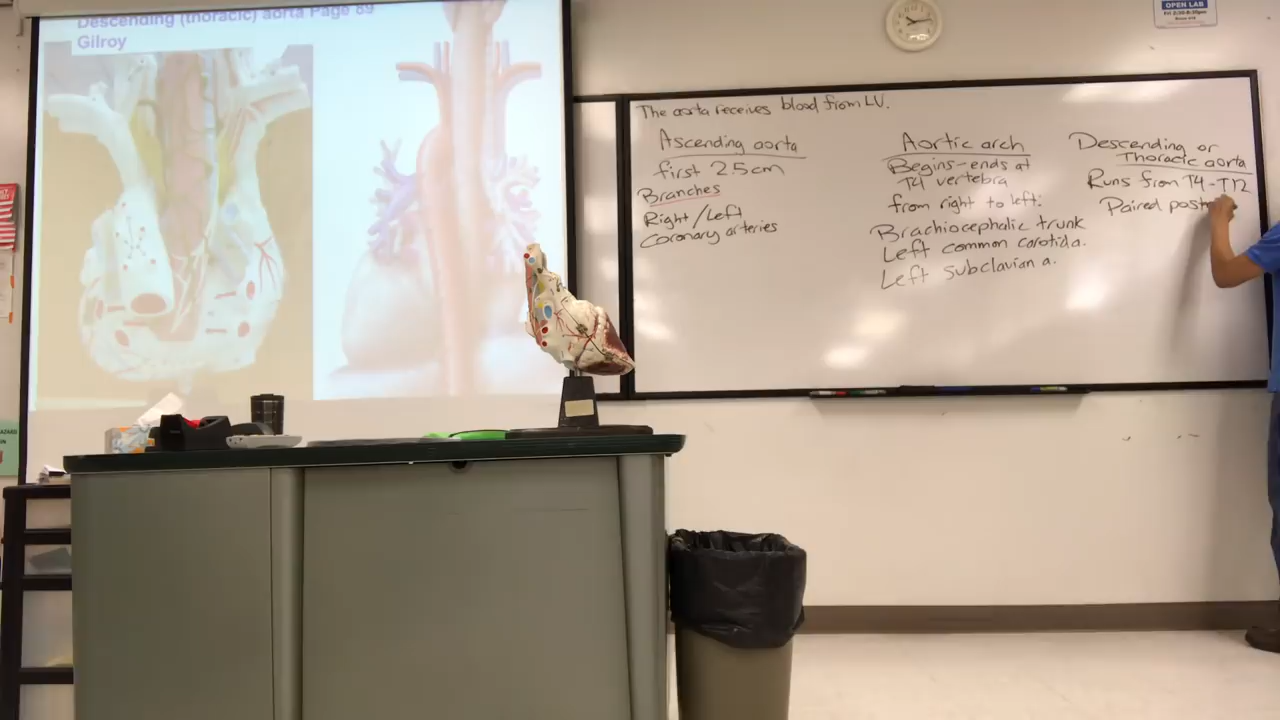 Descending (thoracic) aorta Page 89
Gilroy
OPEN LAB
The aorta receives blood from LV.
Ascending aorta
first 2.5cm
Branches
Right/Left
Coronary arteries
Aortic arch
Begins-ends at
T4 vertebra
from right to left:
Brachiocephalic trunk
Left common carotid a.
Left subclavian a.
Descending or
Thoracic aorta
Runs from T4-T12
Paired post